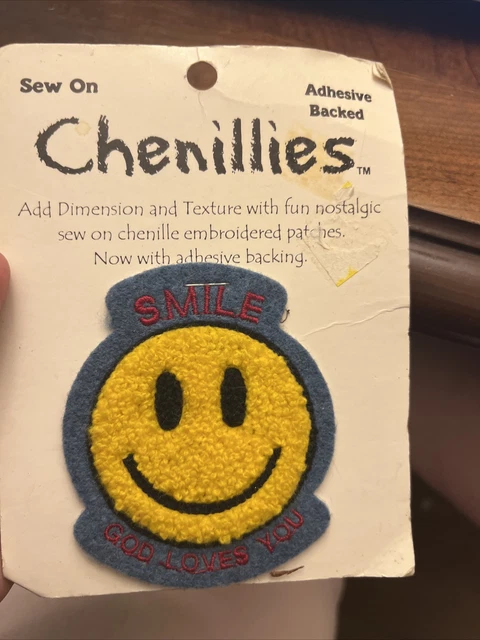 Sew On
Adhesive
Backed
Chenillies™
Add Dimension and Texture with fun nostalgic
sew on chenille embroidered patches.
Now with adhesive backing.
SMILE
GOD LOVES YOU